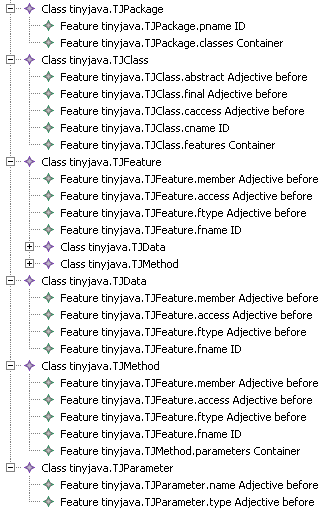 Class tinyjava.TJPackage
Feature tinyjava.TJPackage.pname ID
Feature tinyjava.TJPackage.classes Container
Class tinyjava.TJClass
Feature tinyjava.TJClass.abstract Adjective before
Feature tinyjava.TJClass.final Adjective before
Feature tinyjava.TJClass.caccess Adjective before
Feature tinyjava.TJClass.cname ID
Feature tinyjava.TJClass.features Container
Class tinyjava.TJFeature
Feature tinyjava.TJFeature.member Adjective before
Feature tinyjava.TJFeature.access Adjective before
Feature tinyjava.TJFeature.ftype Adjective before
Feature tinyjava.TJFeature.fname ID
Class tinyjava.TJData
Class tinyjava.TJMethod
Class tinyjava.TJData
Feature tinyjava.TJFeature.member Adjective before
Feature tinyjava.TJFeature.access Adjective before
Feature tinyjava.TJFeature.ftype Adjective before
Feature tinyjava.TJFeature.fname ID
Class tinyjava.TJMethod
Feature tinyjava.TJFeature.member Adjective before
Feature tinyjava.TJFeature.access Adjective before
Feature tinyjava.TJFeature.ftype Adjective before
Feature tinyjava.TJFeature.fname ID
Feature tinyjava.TJMethod.parameters Container
Class tinyjava.TJParameter
Feature tinyjava.TJParameter.name Adjective before
Feature tinyjava.TJParameter.type Adjective before